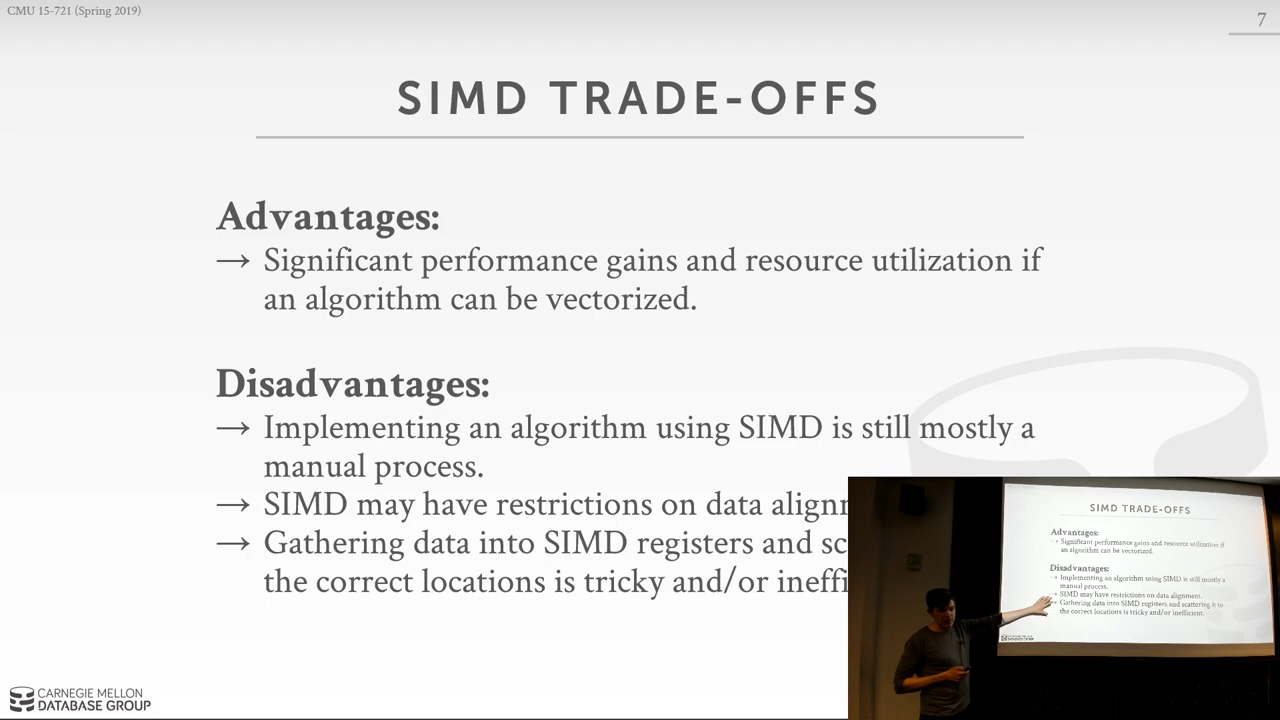 CMU 15-721 (Spring 2019)
7
SIMD TRADE-OFFS
Advantages:
→ Significant performance gains and resource utilization if
an algorithm can be vectorized.
Disadvantages:
→ Implementing an algorithm using SIMD is still mostly a
manual process.
→ SIMD may have restrictions on data alignm
→ Gathering data into SIMD registers and sc
the correct locations is tricky and/or ineffi
CARNEGIE MELLON
DATABASE GROUP
SIMD TRADE-OFFS
Advantages:
→ Significant performance gains and resource utilization if
an algorithm can be vectorized.
Disadvantages:
→ Implementing an algorithm using SIMD is still mostly a
manual process.
→ SIMD may have restrictions on data alignment.
→ Gathering data into SIMD registers and scattering it to
the correct locations is tricky and/or inefficient.